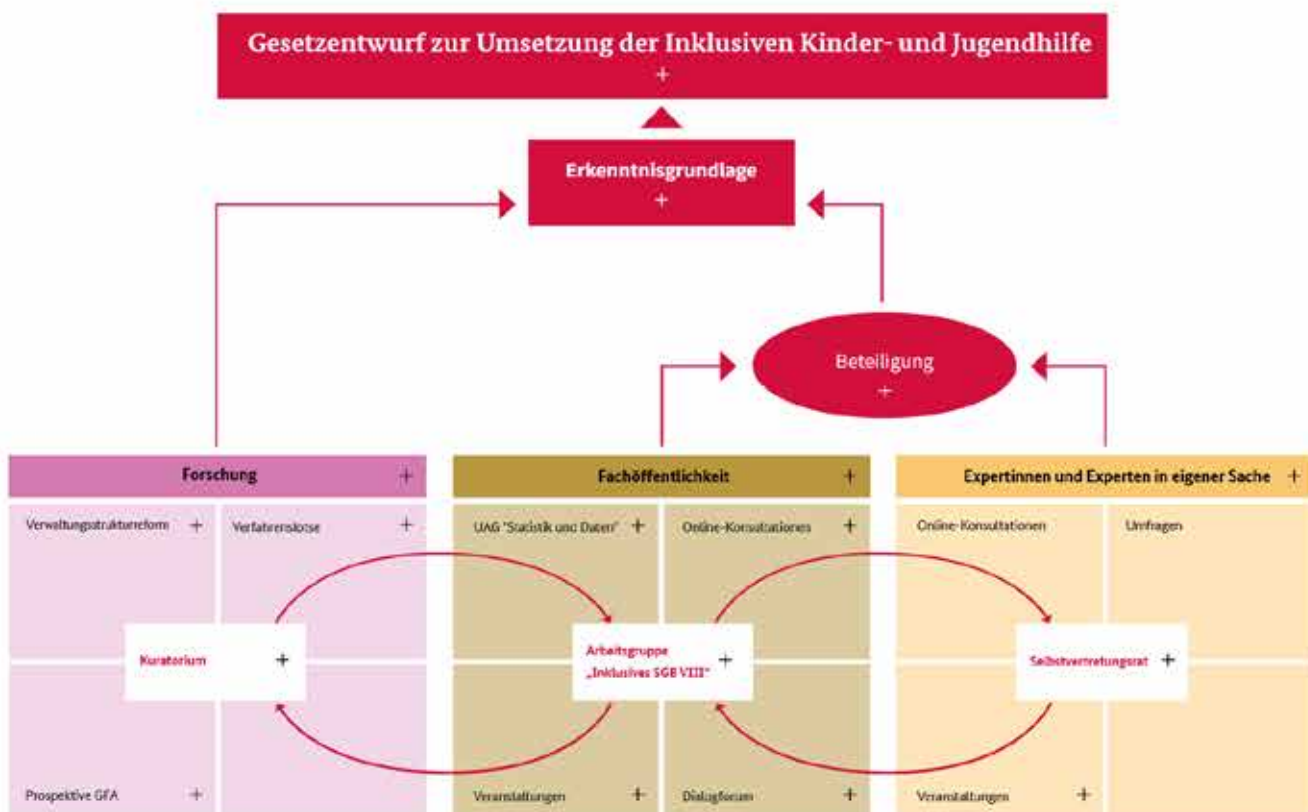 Gesetzentwurf zur Umsetzung der Inklusiven Kinder- und Jugendhilfe
+
Erkenntnisgrundlage
+
Beteiligung
+
Forschung +
Fachöffentlichkeit +
Expertinnen und Experten in eigener Sache +
Verwaltungsstrukturreform +
Verfahrenslotse +
UAG "Statistik und Daten" +
Online-Konsultationen +
Online-Konsultationen
Umfragen
Kuratorium +
Arbeitsgruppe
„Inklusives SGB VIII“ +
Selbstvertretungsrat +
Prospektive GFA +
Veranstaltungen +
Dialogforum +
Veranstaltungen +